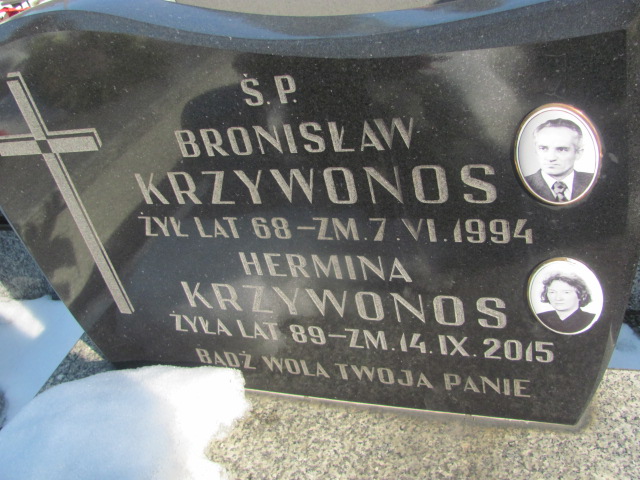 Ś.P.
BRONISŁAW
KRZYWONOS
ŻYŁ LAT 68 – ZM. 7. VI. 1994
HERMINA
KRZYWONOS
ŻYŁA LAT 89 – ZM. 14. IX. 2015
BĄDŹ WOLA TWOJA PANIE